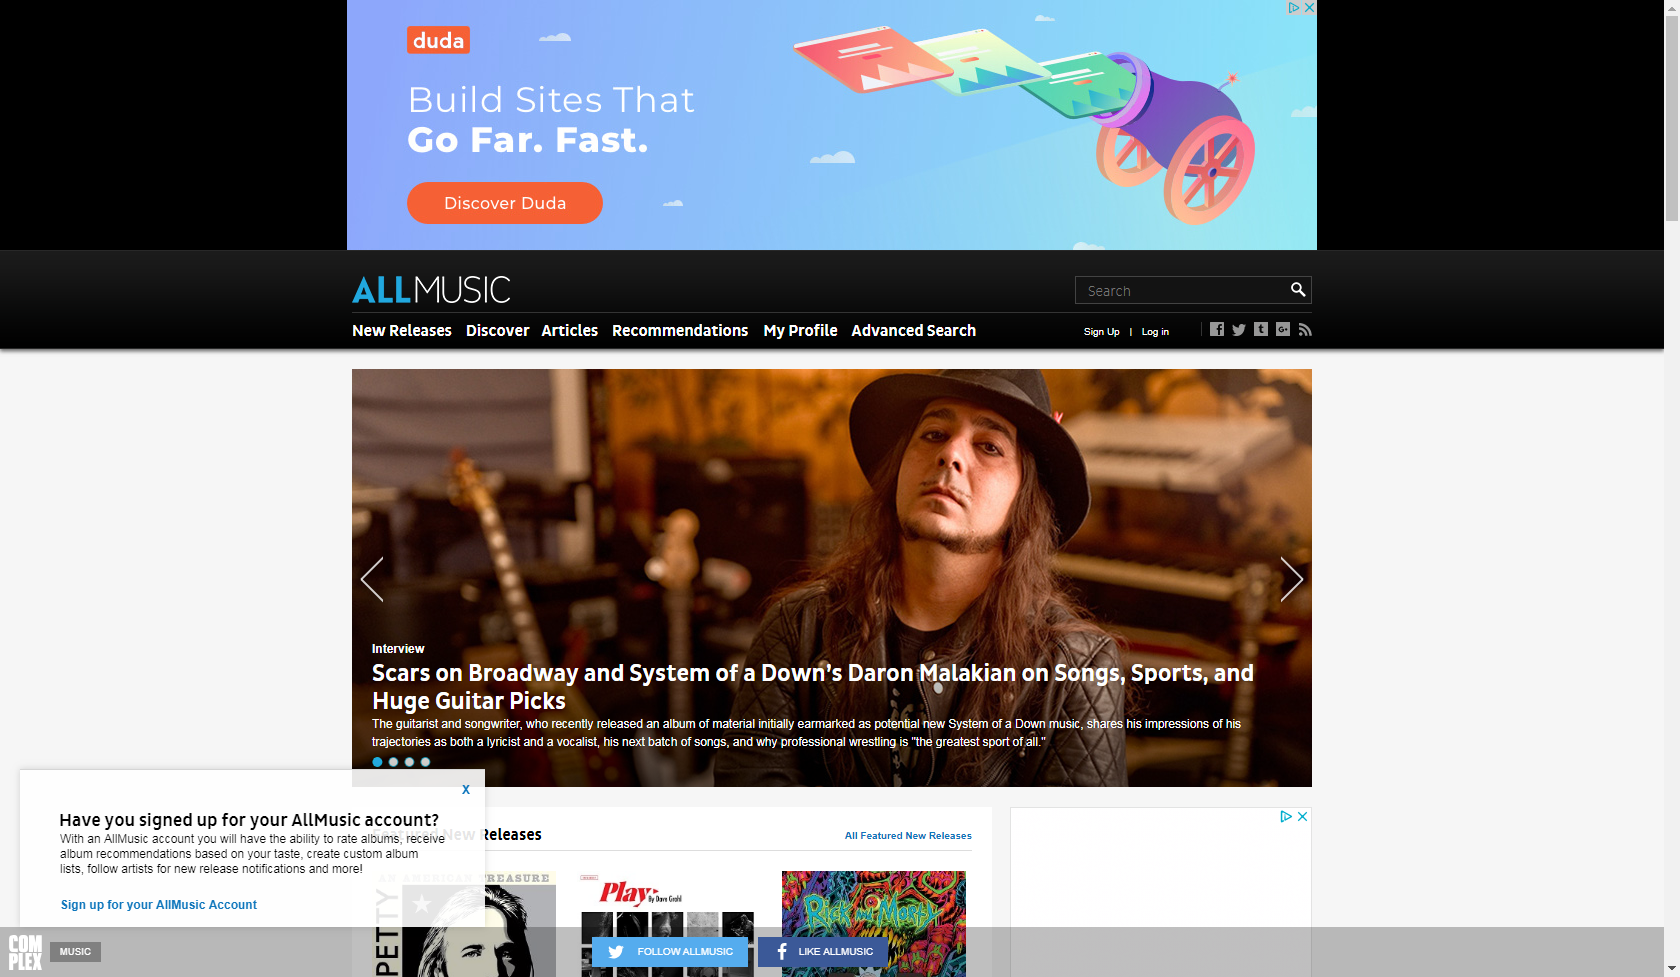 duda
Build Sites That
Go Far. Fast.
Discover Duda
ALLMUSIC
Search
New Releases Discover Articles Recommendations My Profile Advanced Search
Sign Up | Log in
Interview
Scars on Broadway and System of a Down's Daron Malakian on Songs, Sports, and
Huge Guitar Picks
The guitarist and songwriter, who recently released an album of material initially earmarked as potential new System of a Down music, shares his impressions of his
trajectories as both a lyricist and a vocalist, his next batch of songs, and why professional wrestling is "the greatest sport of all."
X
Have you signed up for your AllMusic account?
With an AllMusic account you will have the ability to rate albums, receive
album recommendations based on your taste, create custom album
lists, follow artists for new release notifications and more!
Sign up for your AllMusic Account
Featured New Releases
All Featured New Releases
AN AMERICAN TREASURE
PETTY
Play
By Dave Grohl
Rick and Morty
COMPLEX
MUSIC
FOLLOW ALLMUSIC
LIKE ALLMUSIC